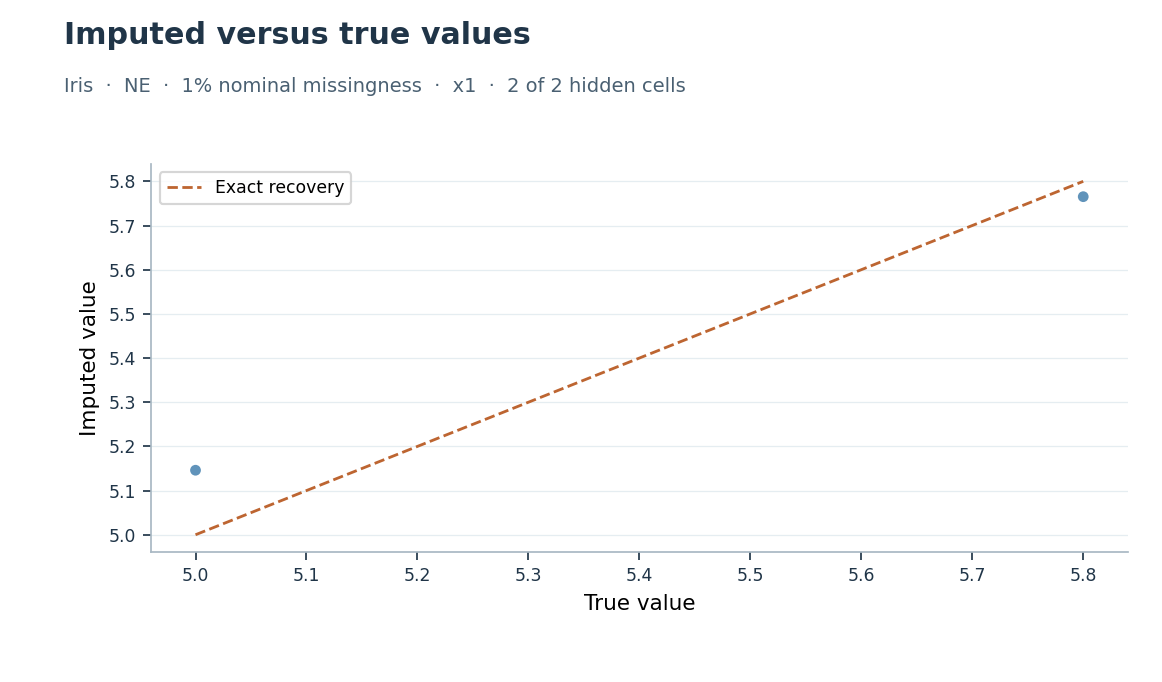 Imputed versus true values
Iris · NE · 1% nominal missingness · x1 · 2 of 2 hidden cells
Exact recovery
Imputed value
5.8
5.7
5.6
5.5
5.4
5.3
5.2
5.1
5.0
5.0 5.1 5.2 5.3 5.4 5.5 5.6 5.7 5.8
True value